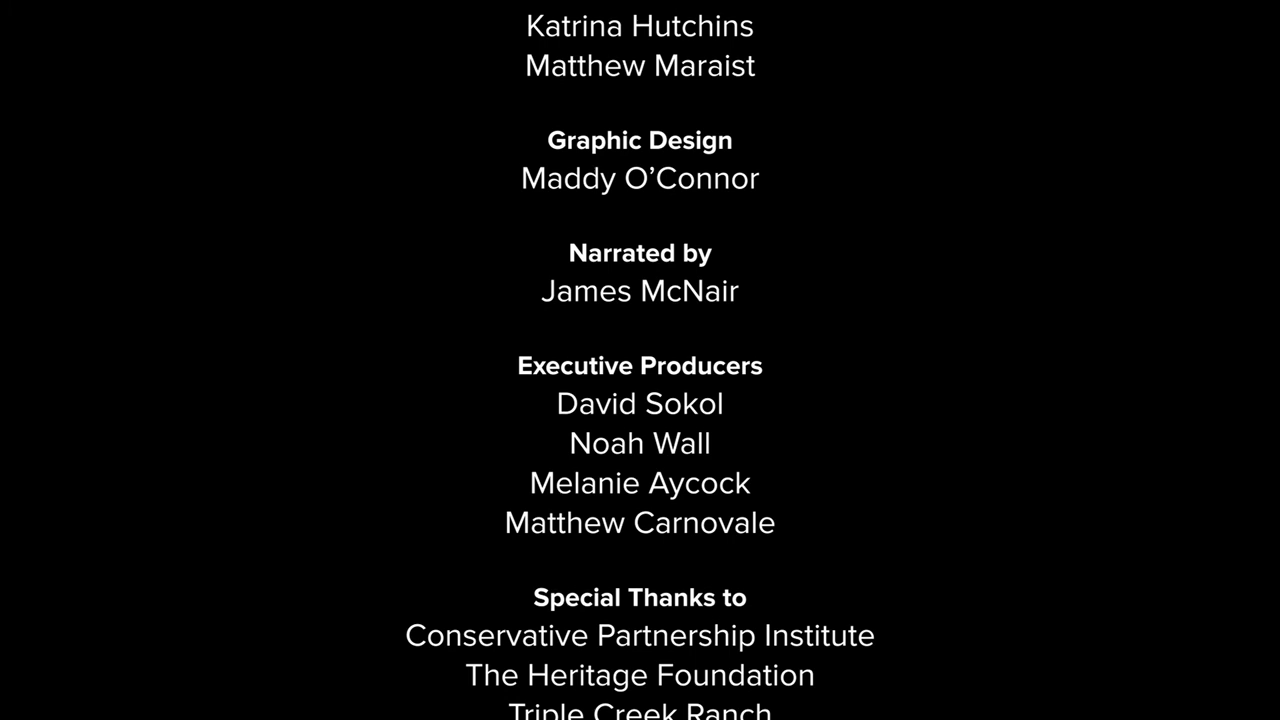 Katrina Hutchins
Matthew Maraist
Graphic Design
Maddy O’Connor
Narrated by
James McNair
Executive Producers
David Sokol
Noah Wall
Melanie Aycock
Matthew Carnovale
Special Thanks to
Conservative Partnership Institute
The Heritage Foundation
Triple Creek Ranch